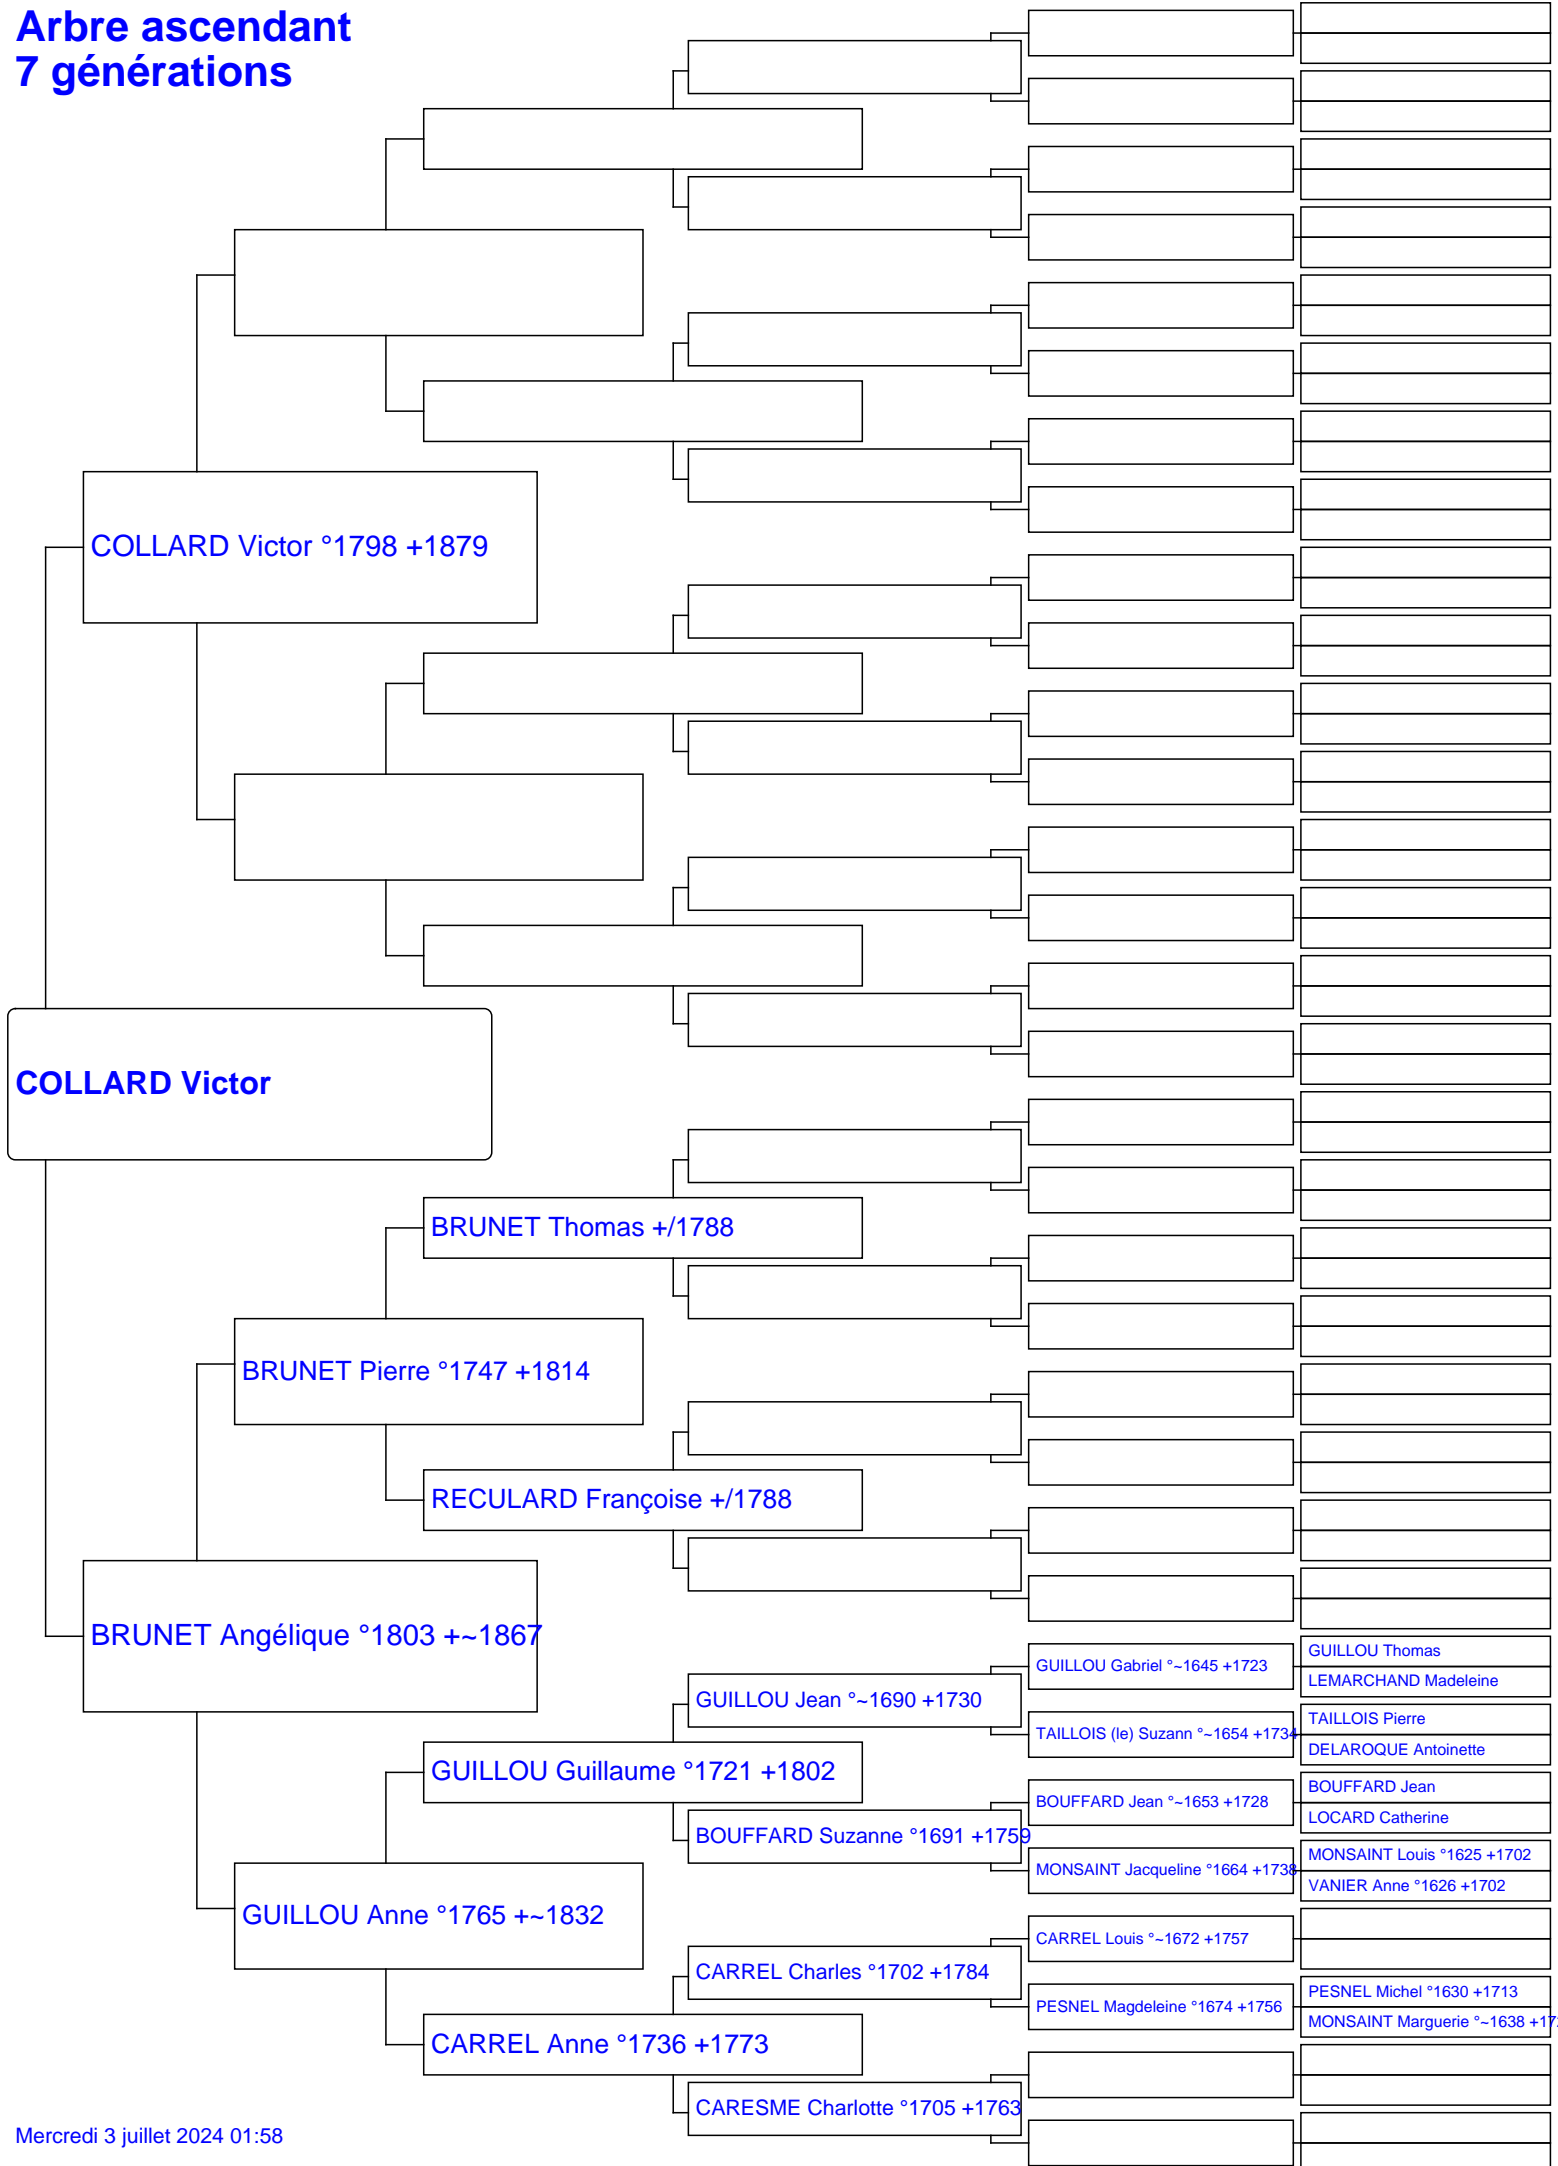 Arbre ascendant
7 générations
COLLARD Victor °1798 +1879
COLLARD Victor
BRUNET Thomas +/1788
BRUNET Pierre °1747 +1814
RECULARD Françoise +/1788
BRUNET Angélique °1803 +~1867
GUILLOU Thomas
GUILLOU Gabriel °~1645 +1723
LEMARCHAND Madeleine
GUILLOU Jean °~1690 +1730
TAILLOIS Pierre
TAILLOIS (le) Suzann °~1654 +1734
DELAROQUE Antoinette
GUILLOU Guillaume °1721 +1802
BOUFFARD Jean
BOUFFARD Jean °~1653 +1728
LOCARD Catherine
BOUFFARD Suzanne °1691 +1759
MONSAINT Louis °1625 +1702
MONSAINT Jacqueline °1664 +1738
VANIER Anne °1626 +1702
GUILLOU Anne °1765 +~1832
CARREL Louis °~1672 +1757
CARREL Charles °1702 +1784
PESNEL Michel °1630 +1713
PESNEL Magdeleine °1674 +1756
MONSAINT Marguerie °~1638 +17
CARREL Anne °1736 +1773
CARESME Charlotte °1705 +1763
Mercredi 3 juillet 2024 01:58